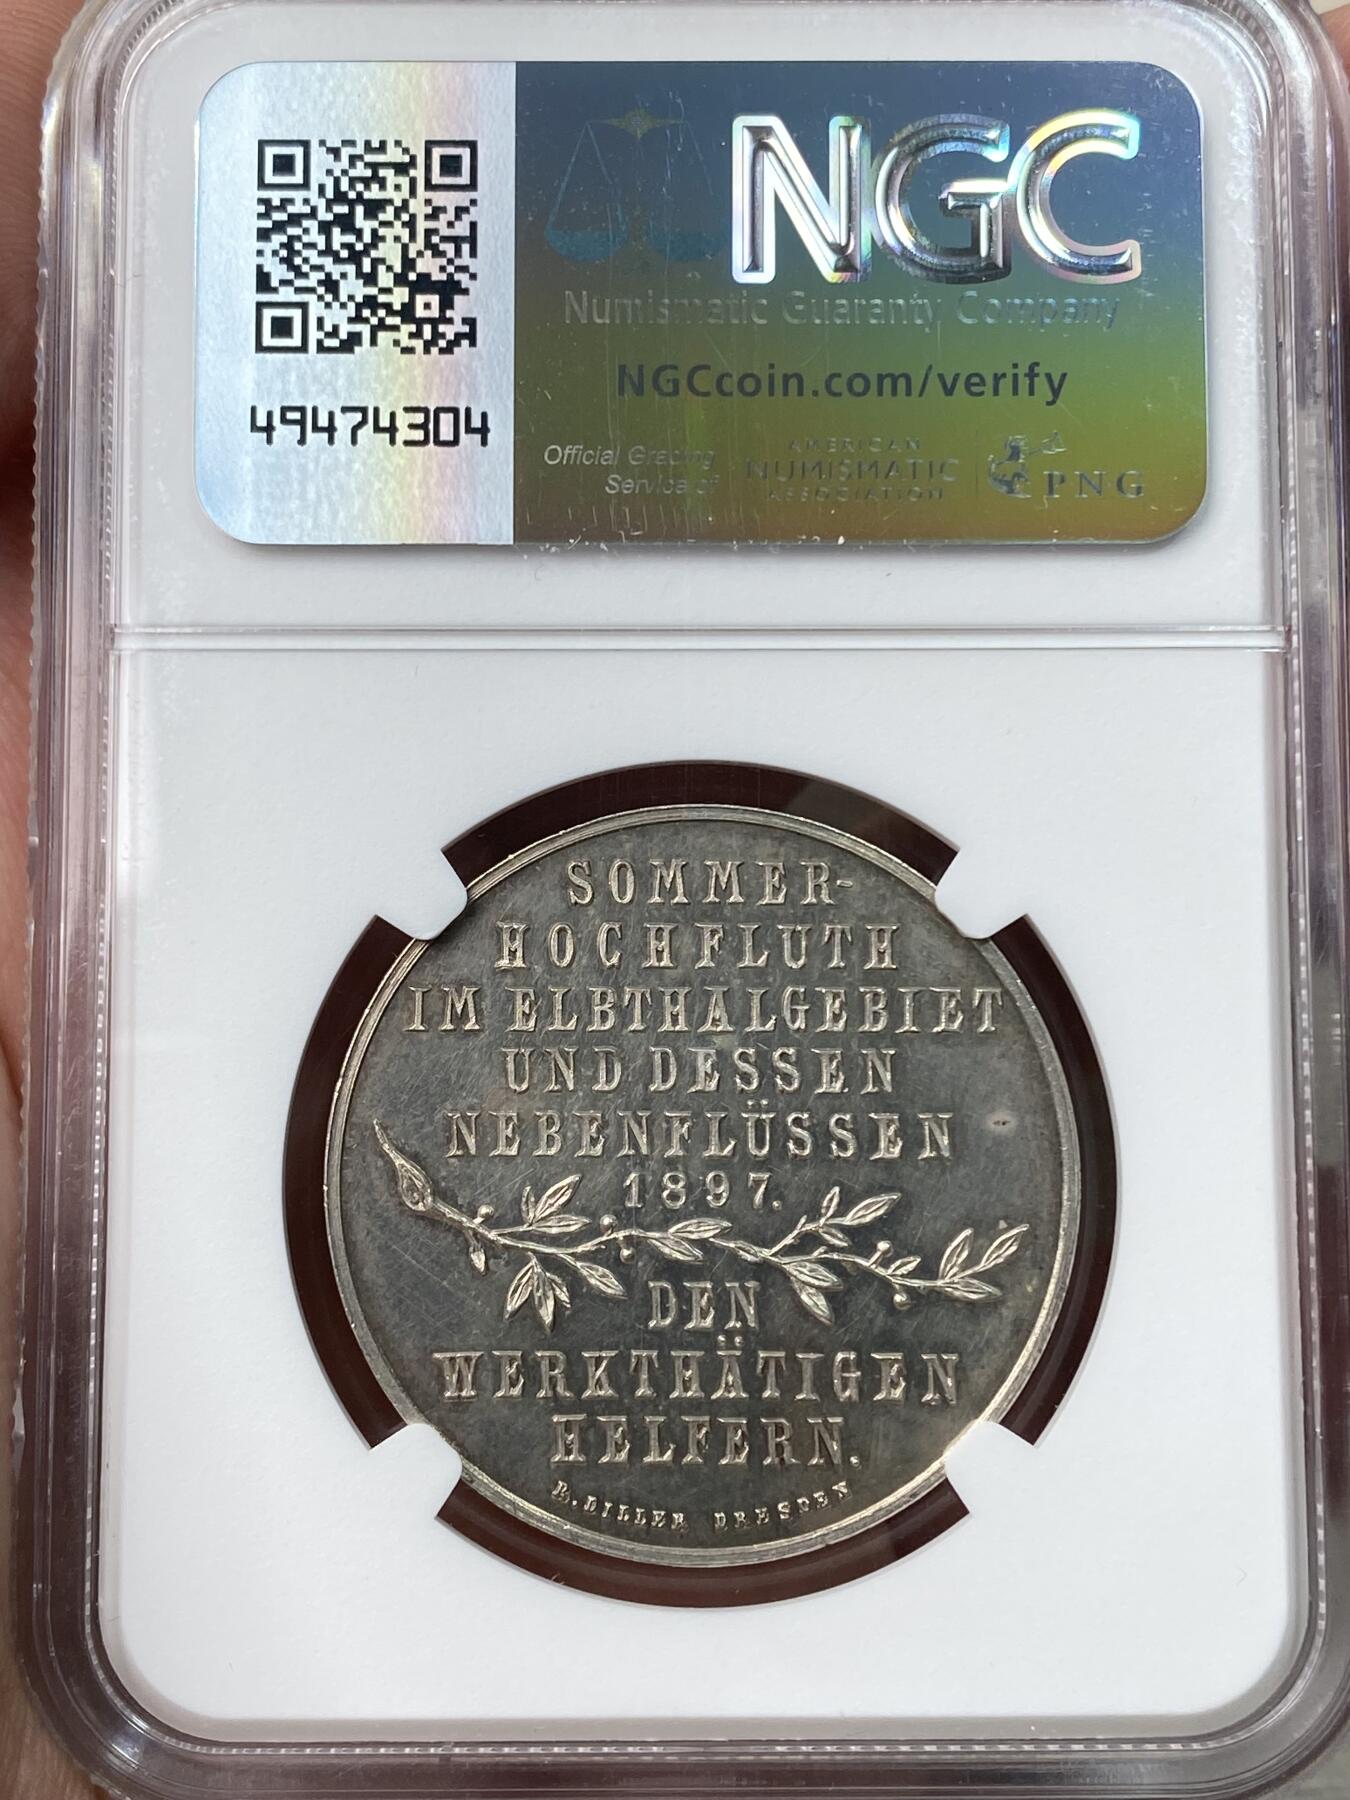 NGC
Numismatic Guaranty Company
NGCcoin.com/verify
49474304
Official Grading
Service of
AMERICAN
NUMISMATIC
ASSOCIATION
PNG
SOMMER-
HOCHFLUTH
IM ELBTHALGEBIET
UND DESSEN
NEBENFLÜSSEN
1897.
DEN
WERKTHÄTIGEN
HELFERN.
B. DILLER DRESDEN